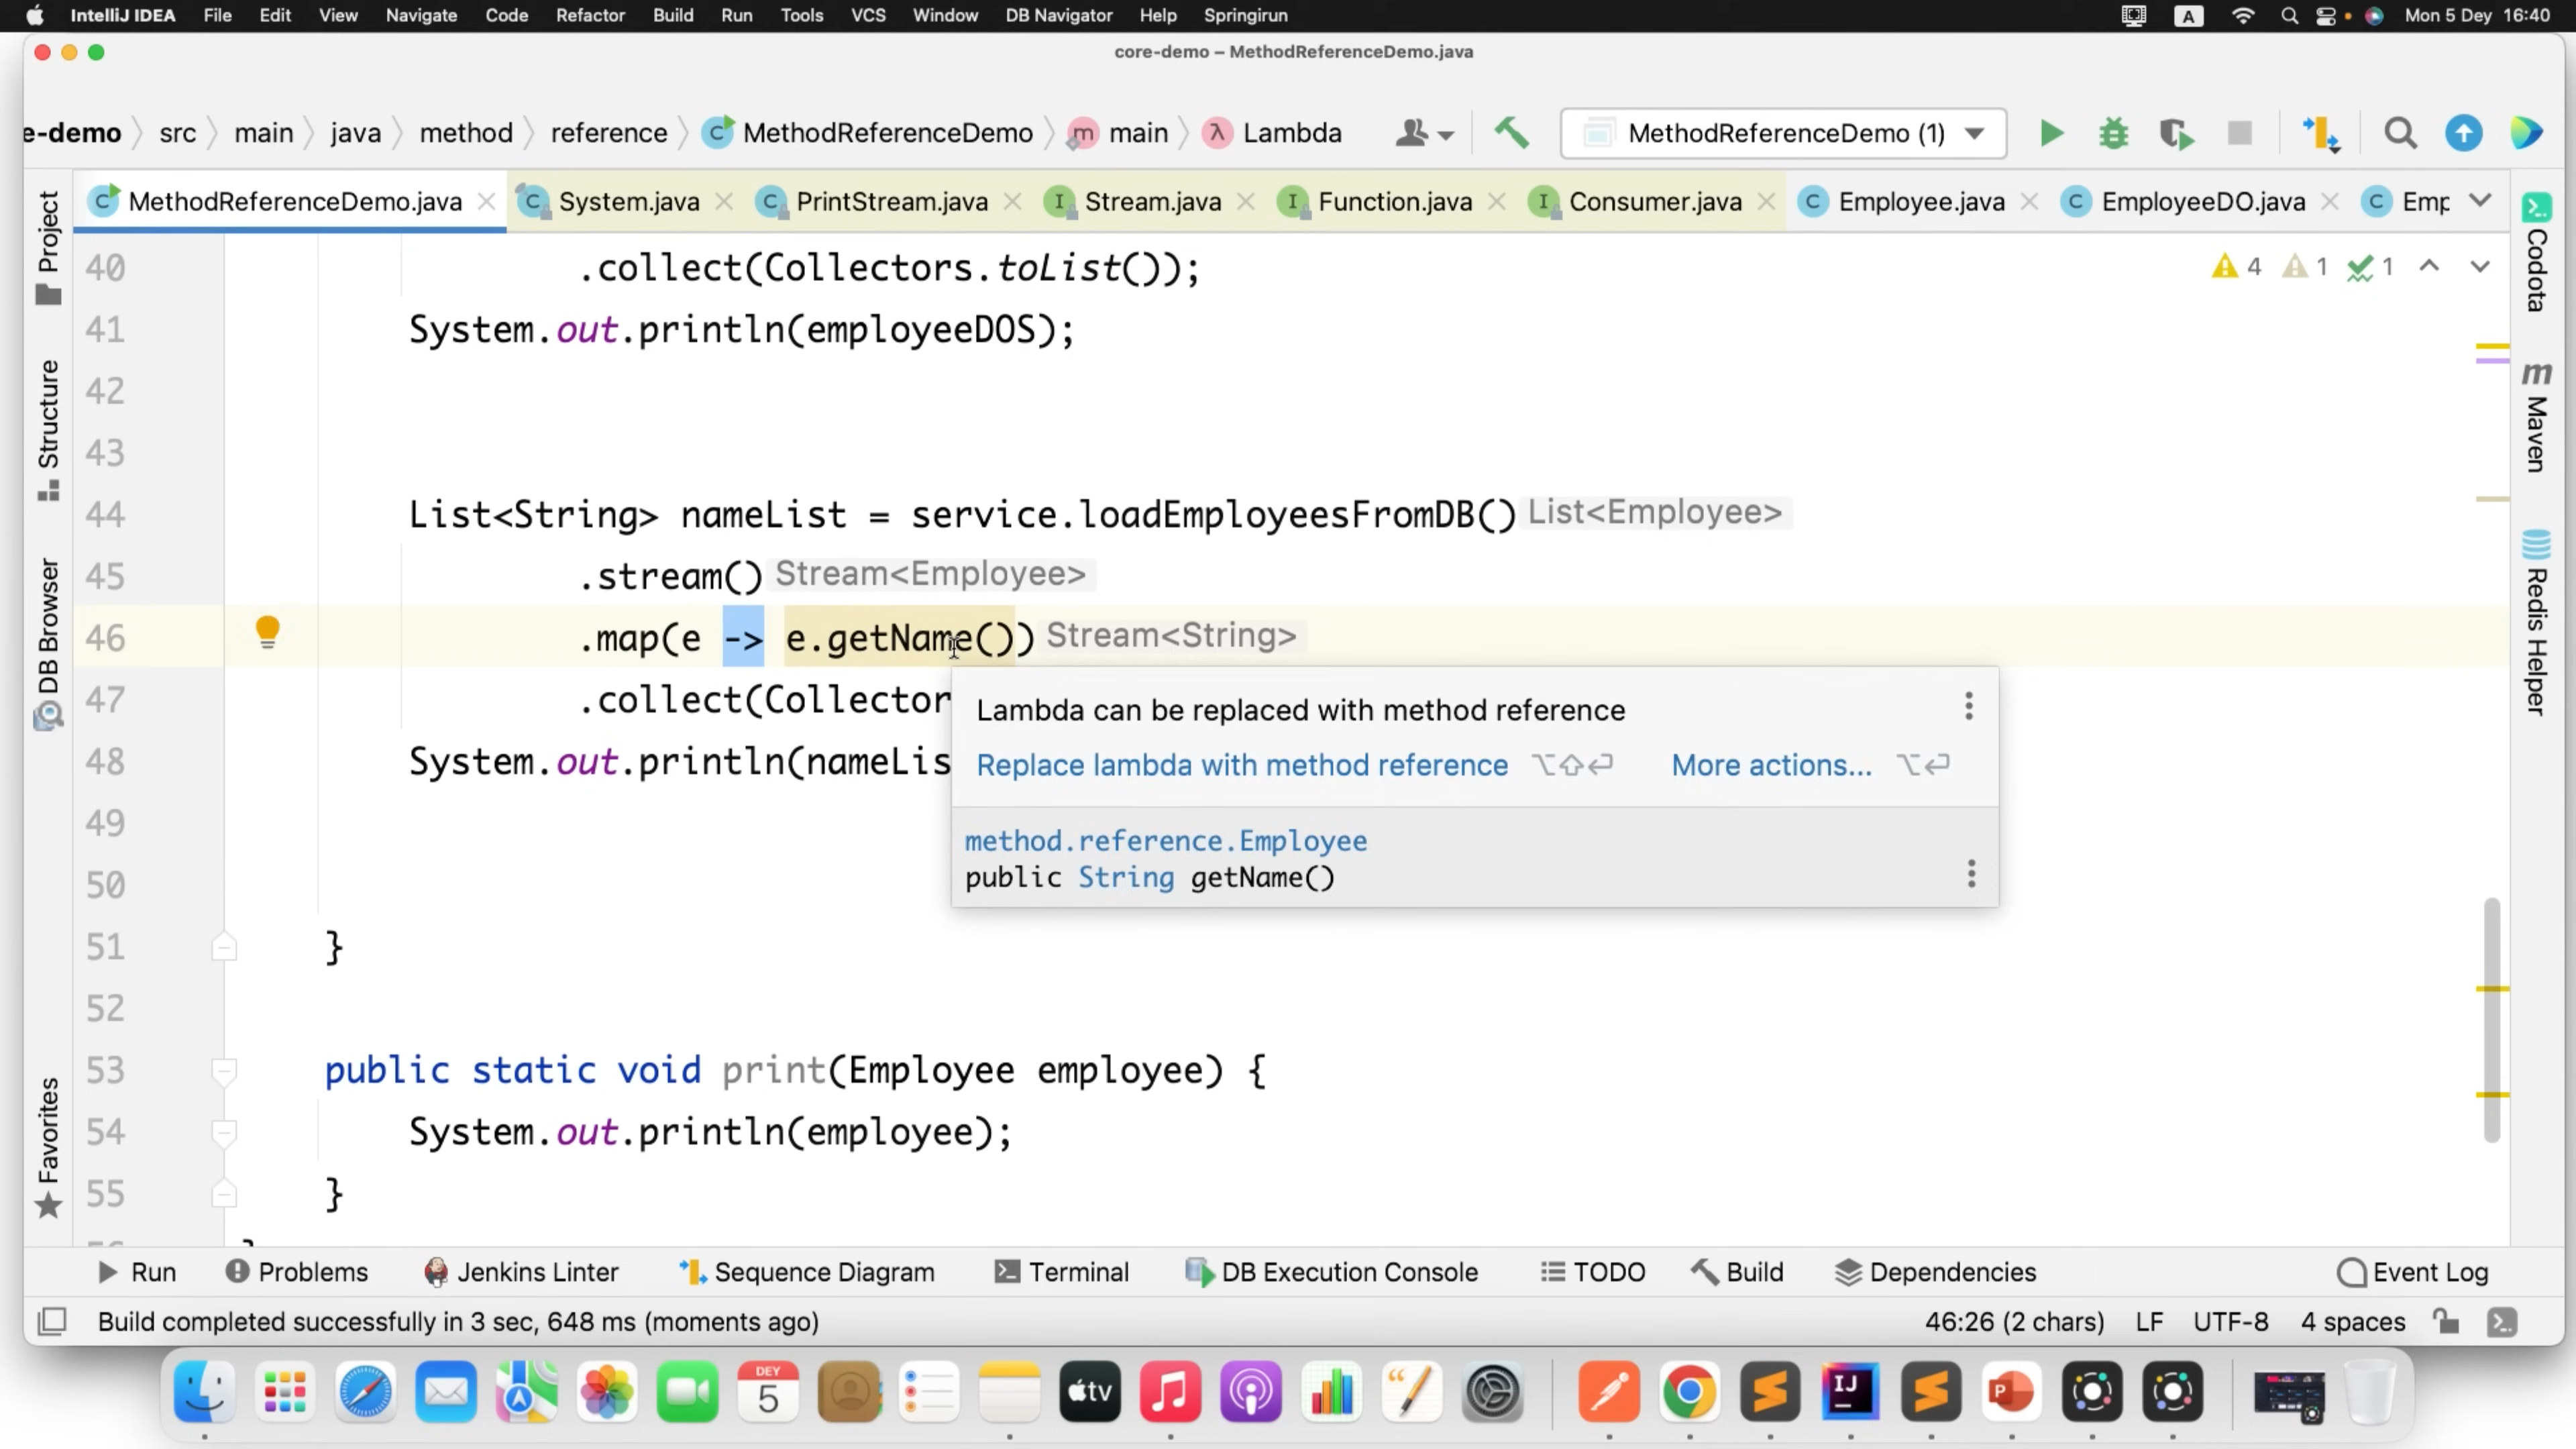 IntelliJ IDEA File Edit View Navigate Code Refactor Build Run Tools VCS Window DB Navigator Help Springirun A Mon 5 Dey 16:40
core-demo – MethodReferenceDemo.java
e-demo src main java method reference C MethodReferenceDemo m main λ Lambda MethodReferenceDemo (1)
C MethodReferenceDemo.java C System.java C PrintStream.java I Stream.java I Function.java I Consumer.java C Employee.java C EmployeeDO.java C Emp
Project
Structure
DB Browser
Favorites
Codota
m Maven
Redis Helper
4 1 1
40 .collect(Collectors.toList());
41 System.out.println(employeeDOS);
42
43
44 List<String> nameList = service.loadEmployeesFromDB() List<Employee>
45 .stream() Stream<Employee>
46 .map(e -> e.getName()) Stream<String>
47 .collect(Collector
48 System.out.println(nameLis
49
50
51 }
52
53 public static void print(Employee employee) {
54 System.out.println(employee);
55 }
Lambda can be replaced with method reference
Replace lambda with method reference ⌥⇧⏎ More actions... ⌥⏎
method.reference.Employee
public String getName()
Run Problems Jenkins Linter Sequence Diagram Terminal DB Execution Console TODO Build Dependencies Event Log
Build completed successfully in 3 sec, 648 ms (moments ago) 46:26 (2 chars) LF UTF-8 4 spaces
DEY
5
tv
IJ
P